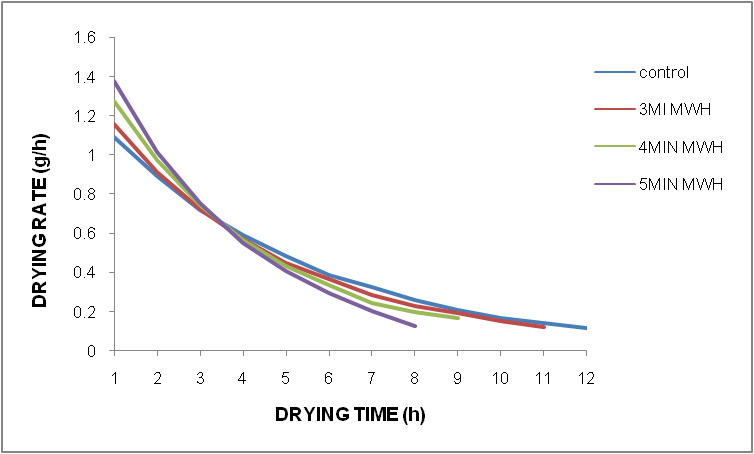 1.6
1.4
1.2
1
0.8
0.6
0.4
0.2
0
DRYING RATE (g/h)
1 2 3 4 5 6 7 8 9 10 11 12
DRYING TIME (h)
control
3MI MWH
4MIN MWH
5MIN MWH